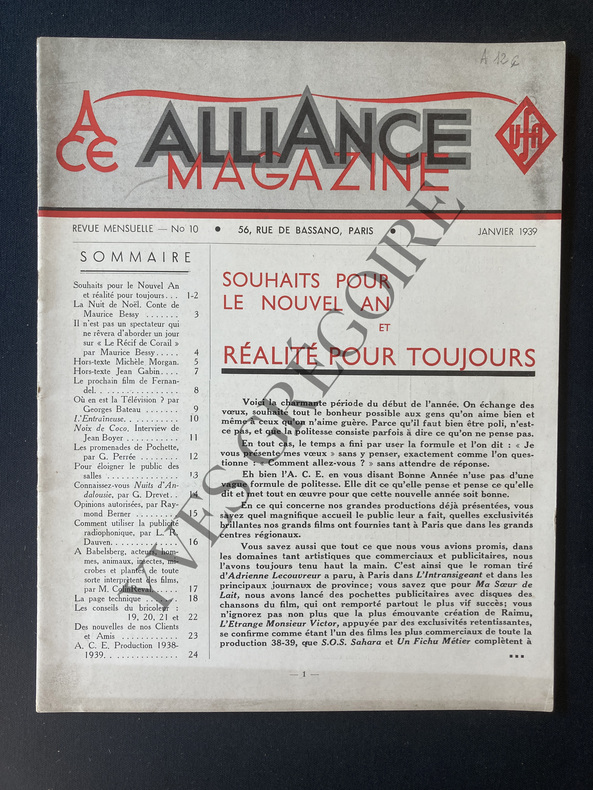 A 12 c
A
CE
ALLIANCE
MAGAZINE
UFA
REVUE MENSUELLE — No 10 • 56, RUE DE BASSANO, PARIS • JANVIER 1939
SOMMAIRE
Souhaits pour le Nouvel An
et réalité pour toujours... 1-2
La Nuit de Noël. Conte de
Maurice Bessy ....... 3
Il n'est pas un spectateur qui
ne rêvera d'aborder un jour
sur « Le Récif de Corail »
par Maurice Bessy..... 4
Hors-texte Michèle Morgan. 5
Hors-texte Jean Gabin.... 7
Le prochain film de Fernan-
del. ................ 8
Où en est la Télévision ? par
Georges Bateau ....... 9
L'Entraîneuse. .......... 10
Noix de Coco, Interview de
Jean Boyer ........... 11
Les promenades de Pochette,
par G. Perrée ........ 12
Pour éloigner le public des
salles ............... 13
Connaissez-vous Nuits d'An-
dalousie, par G. Drevet.. 14
Opinions autorisées, par Ray-
mond Berner ......... 15
Comment utiliser la publicité
radiophonique, par L. R.
Dauven.............. 16
A Babelsberg, acteurs, hom-
mes, animaux, insectes, mi-
crobes et plantes de toute
sorte interprètent des films,
par M. 17
La page technique ....... 18
Les conseils du bricoleur :
19, 20, 21 et 22
Des nouvelles de nos Clients
et Amis ............. 23
A. C. E. Production 1938-
1939. ............... 24
SOUHAITS POUR
LE NOUVEL AN
ET
RÉALITÉ POUR TOUJOURS
Voici la charmante période du début de l'année. On échange des
vœux, souhaits, tout le bonheur possible aux gens qu'on aime bien et
même à ceux qu'on n'aime guère. Parce qu'il faut bien être poli, n'est-
ce pas, et que la politesse consiste parfois à dire ce qu'on ne pense pas.
En tout cas, le temps a fini par user la formule et l'on dit : « Je
vous présente mes vœux » sans y penser, exactement comme l'on ques-
tionne : « Comment allez-vous ? » sans attendre de réponse.
Eh bien l'A. C. E. en vous disant Bonne Année n'use pas d'une
vague formule de politesse. Elle dit ce qu'elle pense et pense ce qu'elle
dit et met tout en œuvre pour que cette nouvelle année soit bonne.
En ce qui concerne nos grandes productions déjà présentées, vous
savez quel magnifique accueil le public leur a fait, quelles exclusivités
brillantes nos grands films ont fournies tant à Paris que dans les grands
centres régionaux.
Vous savez aussi que tout ce que nous vous avions promis, dans
les domaines tant artistiques que commerciaux et publicitaires, nous
l'avons toujours tenu haut la main. C'est ainsi que le roman tiré
d'Adrienne Lecouvreur a paru, à Paris dans L'Intransigeant et dans les
principaux journaux de province; vous savez que pour Ma Sœur de
Lait, nous avons lancé des pochettes publicitaires avec disques des
chansons du film, qui ont remporté partout le plus vif succès; vous
n'ignorez pas non plus que la plus émouvante création de Raimu,
L'Etrange Monsieur Victor, appuyée par des exclusivités retentissantes,
se confirme comme étant l'un des films les plus commerciaux de toute la
production 38-39, que S.O.S. Sahara et Un Fichu Métier complètent à
...
— 1 —
YVES GRÉGOIRE